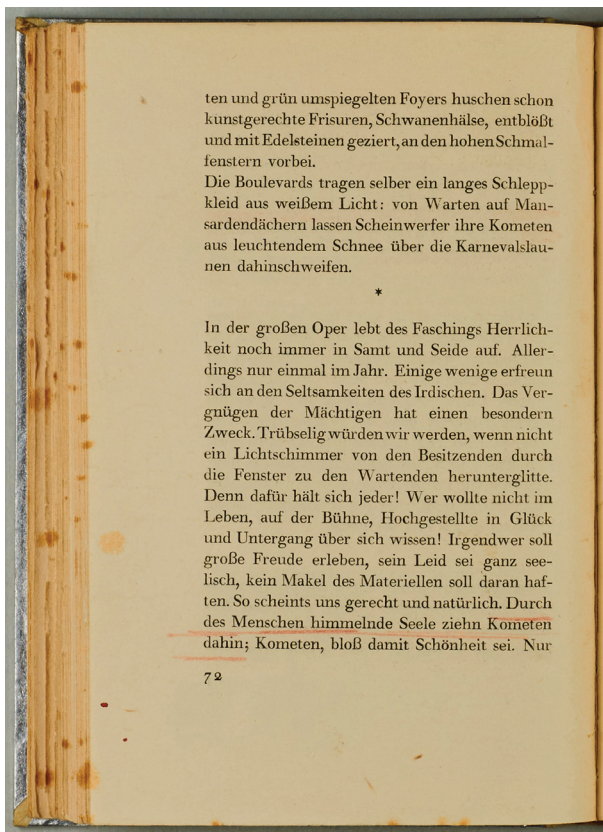 ten und grün umspiegelten Foyers huschen schon
kunstgerechte Frisuren, Schwanenhälse, entblößt
und mit Edelsteinen geziert, an den hohen Schmal-
fenstern vorbei.
Die Boulevards tragen selber ein langes Schlepp-
kleid aus weißem Licht: von Warten auf Man-
sardendächern lassen Scheinwerfer ihre Kometen
aus leuchtendem Schnee über die Karnevalslau-
nen dahinschweifen.
*
In der großen Oper lebt des Faschings Herrlich-
keit noch immer in Samt und Seide auf. Aller-
dings nur einmal im Jahr. Einige wenige erfreun
sich an den Seltsamkeiten des Irdischen. Das Ver-
gnügen der Mächtigen hat einen besondern
Zweck. Trübselig würden wir werden, wenn nicht
ein Lichtschimmer von den Besitzenden durch
die Fenster zu den Wartenden herunterglitte.
Denn dafür hält sich jeder! Wer wollte nicht im
Leben, auf der Bühne, Hochgestellte in Glück
und Untergang über sich wissen! Irgendwer soll
große Freude erleben, sein Leid sei ganz see-
lisch, kein Makel des Materiellen soll daran haf-
ten. So scheints uns gerecht und natürlich. Durch
des Menschen himmelnde Seele ziehn Kometen
dahin; Kometen, bloß damit Schönheit sei. Nur
72